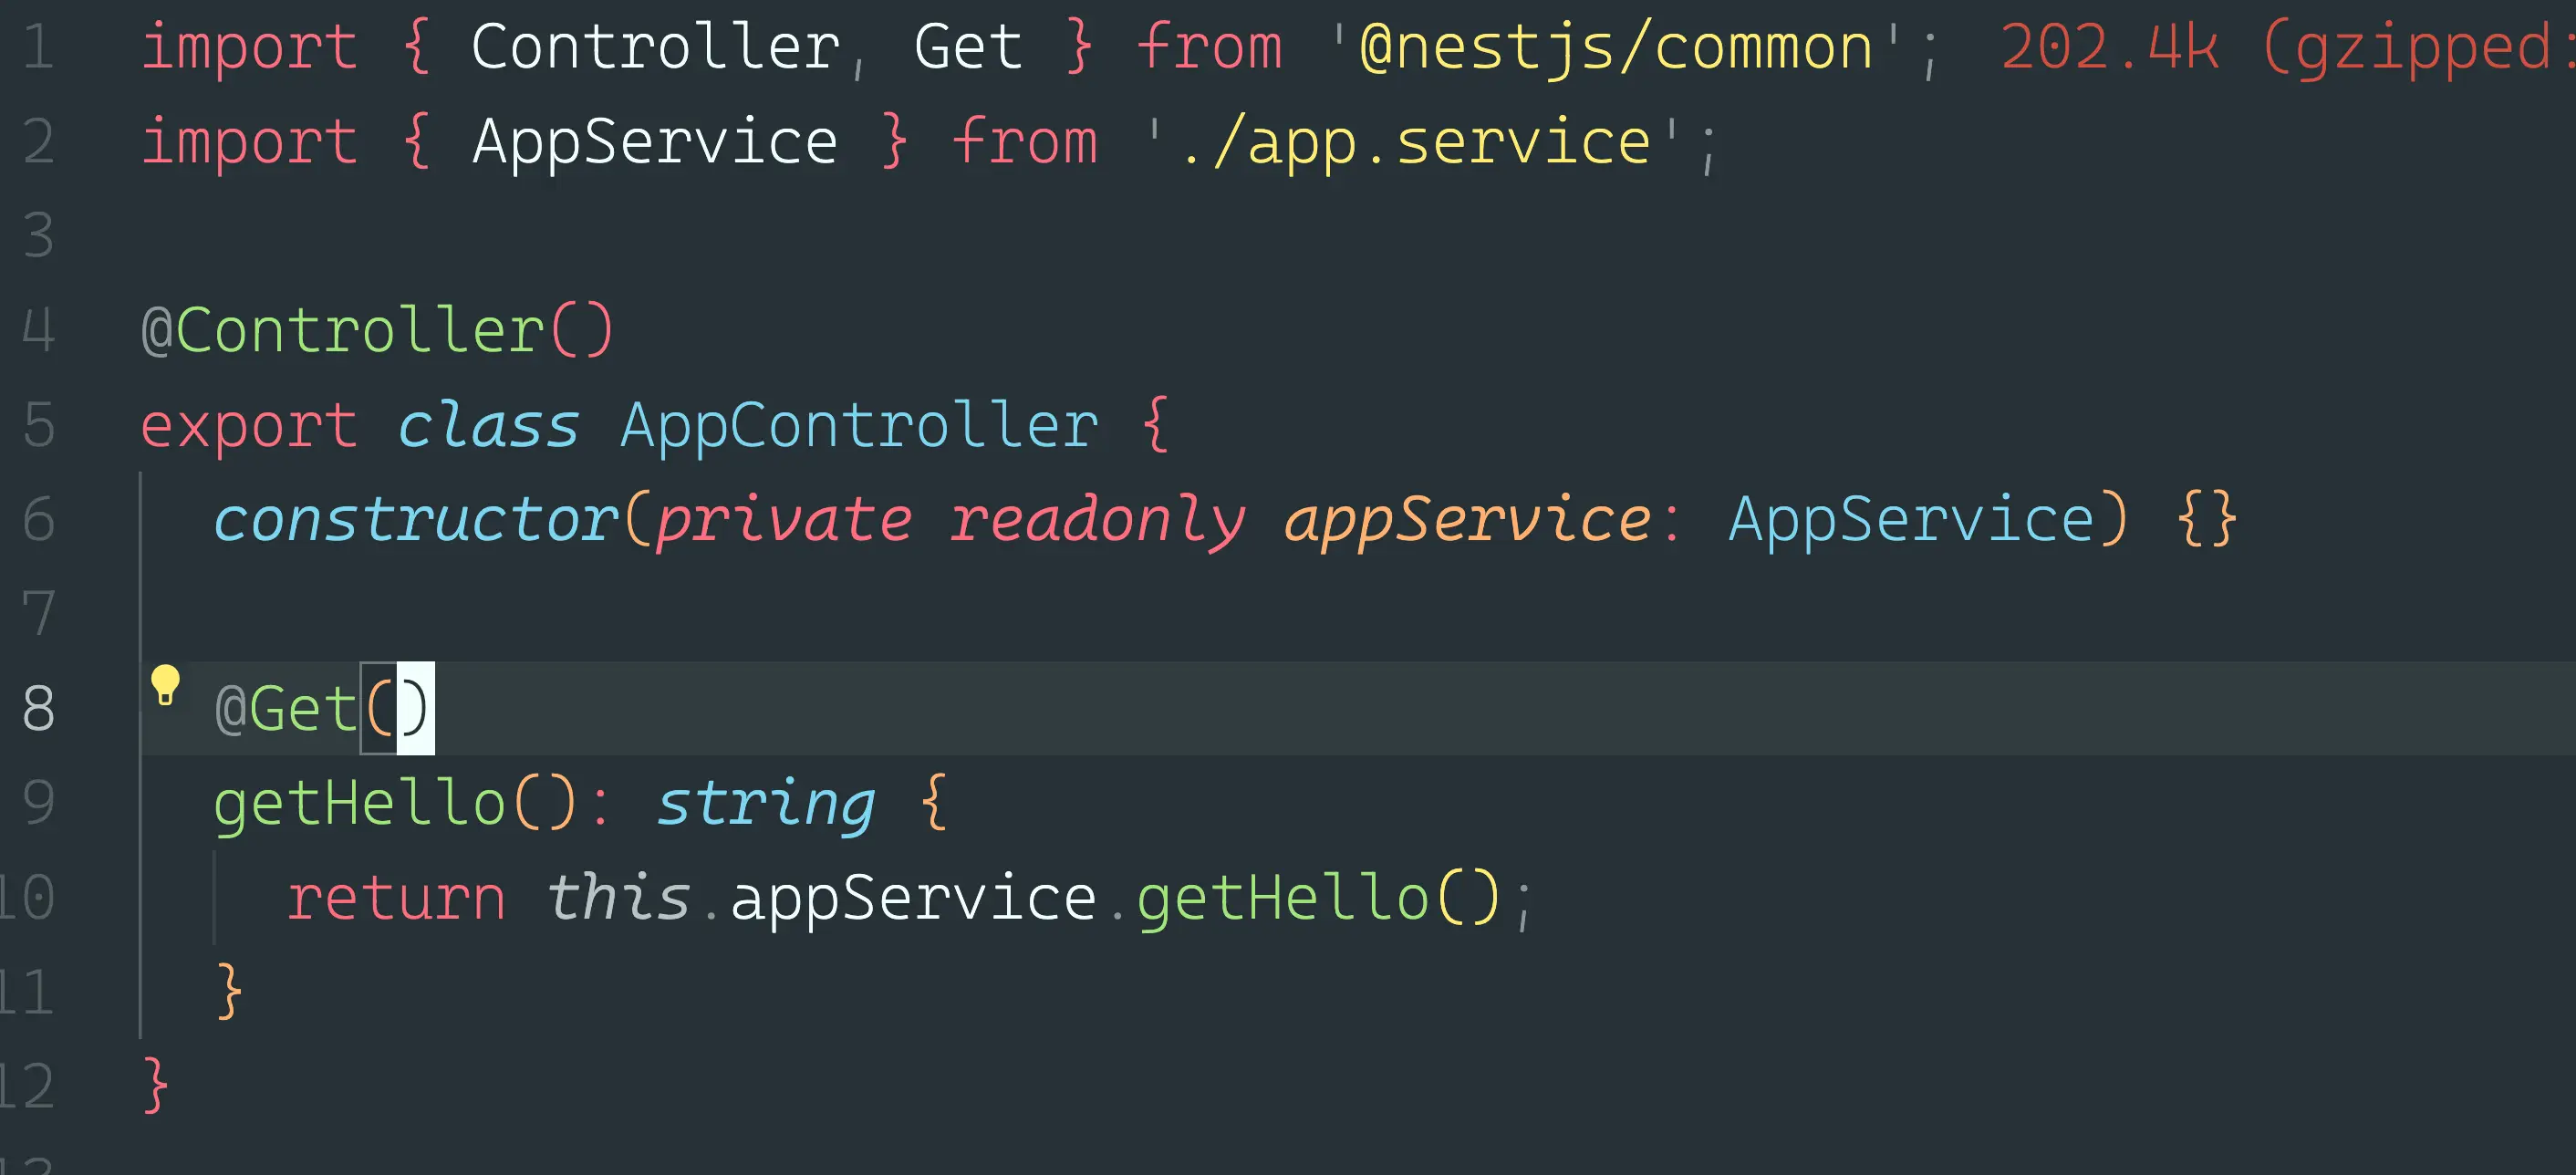 1 import { Controller, Get } from '@nestjs/common'; 202.4k (gzipped:
2 import { AppService } from './app.service';
3
4 @Controller()
5 export class AppController {
6 constructor(private readonly appService: AppService) {}
7
8 @Get()
9 getHello(): string {
10 return this.appService.getHello();
11 }
12 }